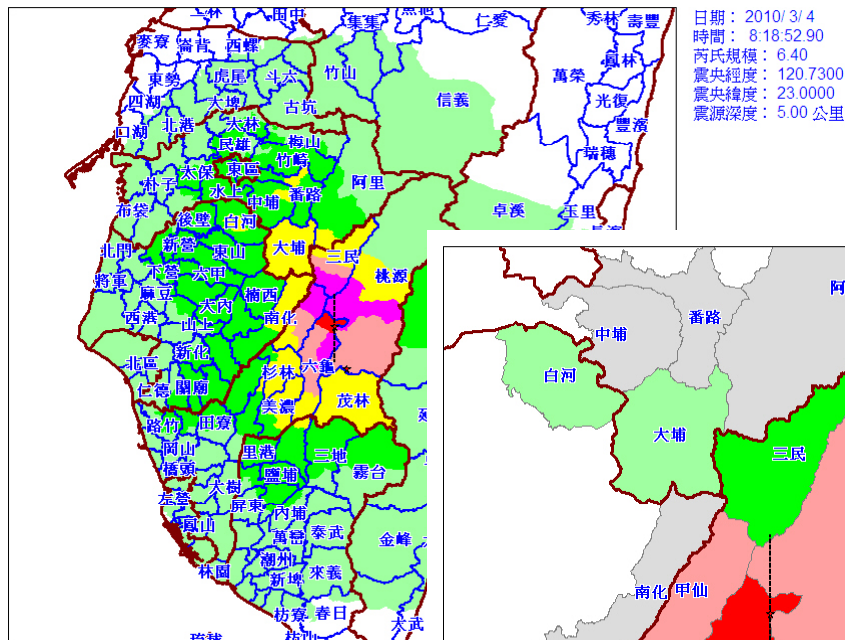 日期： 2010/ 3/ 4
時間： 8:18:52.90
芮氏規模： 6.40
震央經度： 120.7300
震央緯度： 23.0000
震源深度： 5.00 公里
田中
集集
仁愛
秀林
壽豐
麥寮
崙背
西螺
鳳林
東勢
虎尾
斗六
竹山
萬榮
四湖
大埤
古坑
信義
光復
口湖
北港
大林
豐濱
民雄
梅山
瑞穗
竹崎
太保
東區
朴子
水上
中埔
番路
阿里
布袋
後壁
白河
卓溪
玉里
北門
新營
東山
大埔
三民
將軍
下營
六甲
桃源
麻豆
大內
楠西
西港
山上
南化
新化
北區
仁德
關廟
杉林
六龜
美濃
茂林
路竹
田寮
岡山
里港
三地
橋頭
鹽埔
霧台
左營
大樹
屏東
鳳山
內埔
萬巒
泰武
金峰
林園
潮州
新埤
來義
枋寮
春日
太武
枋山
琉球
阿
番路
中埔
白河
大埔
三民
南化
甲仙